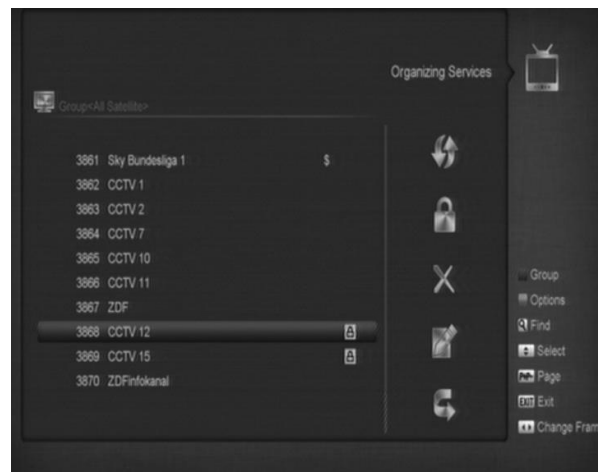 Organizing Services
Group<All Satellite>
3861 Sky Bundesliga 1 $
3862 CCTV 1
3863 CCTV 2
3864 CCTV 7
3865 CCTV 10
3866 CCTV 11
3867 ZDF
3868 CCTV 12
3869 CCTV 15
3870 ZDFinfokanal
Group
Options
Find
Select
Page
EXIT Exit
Change Fram